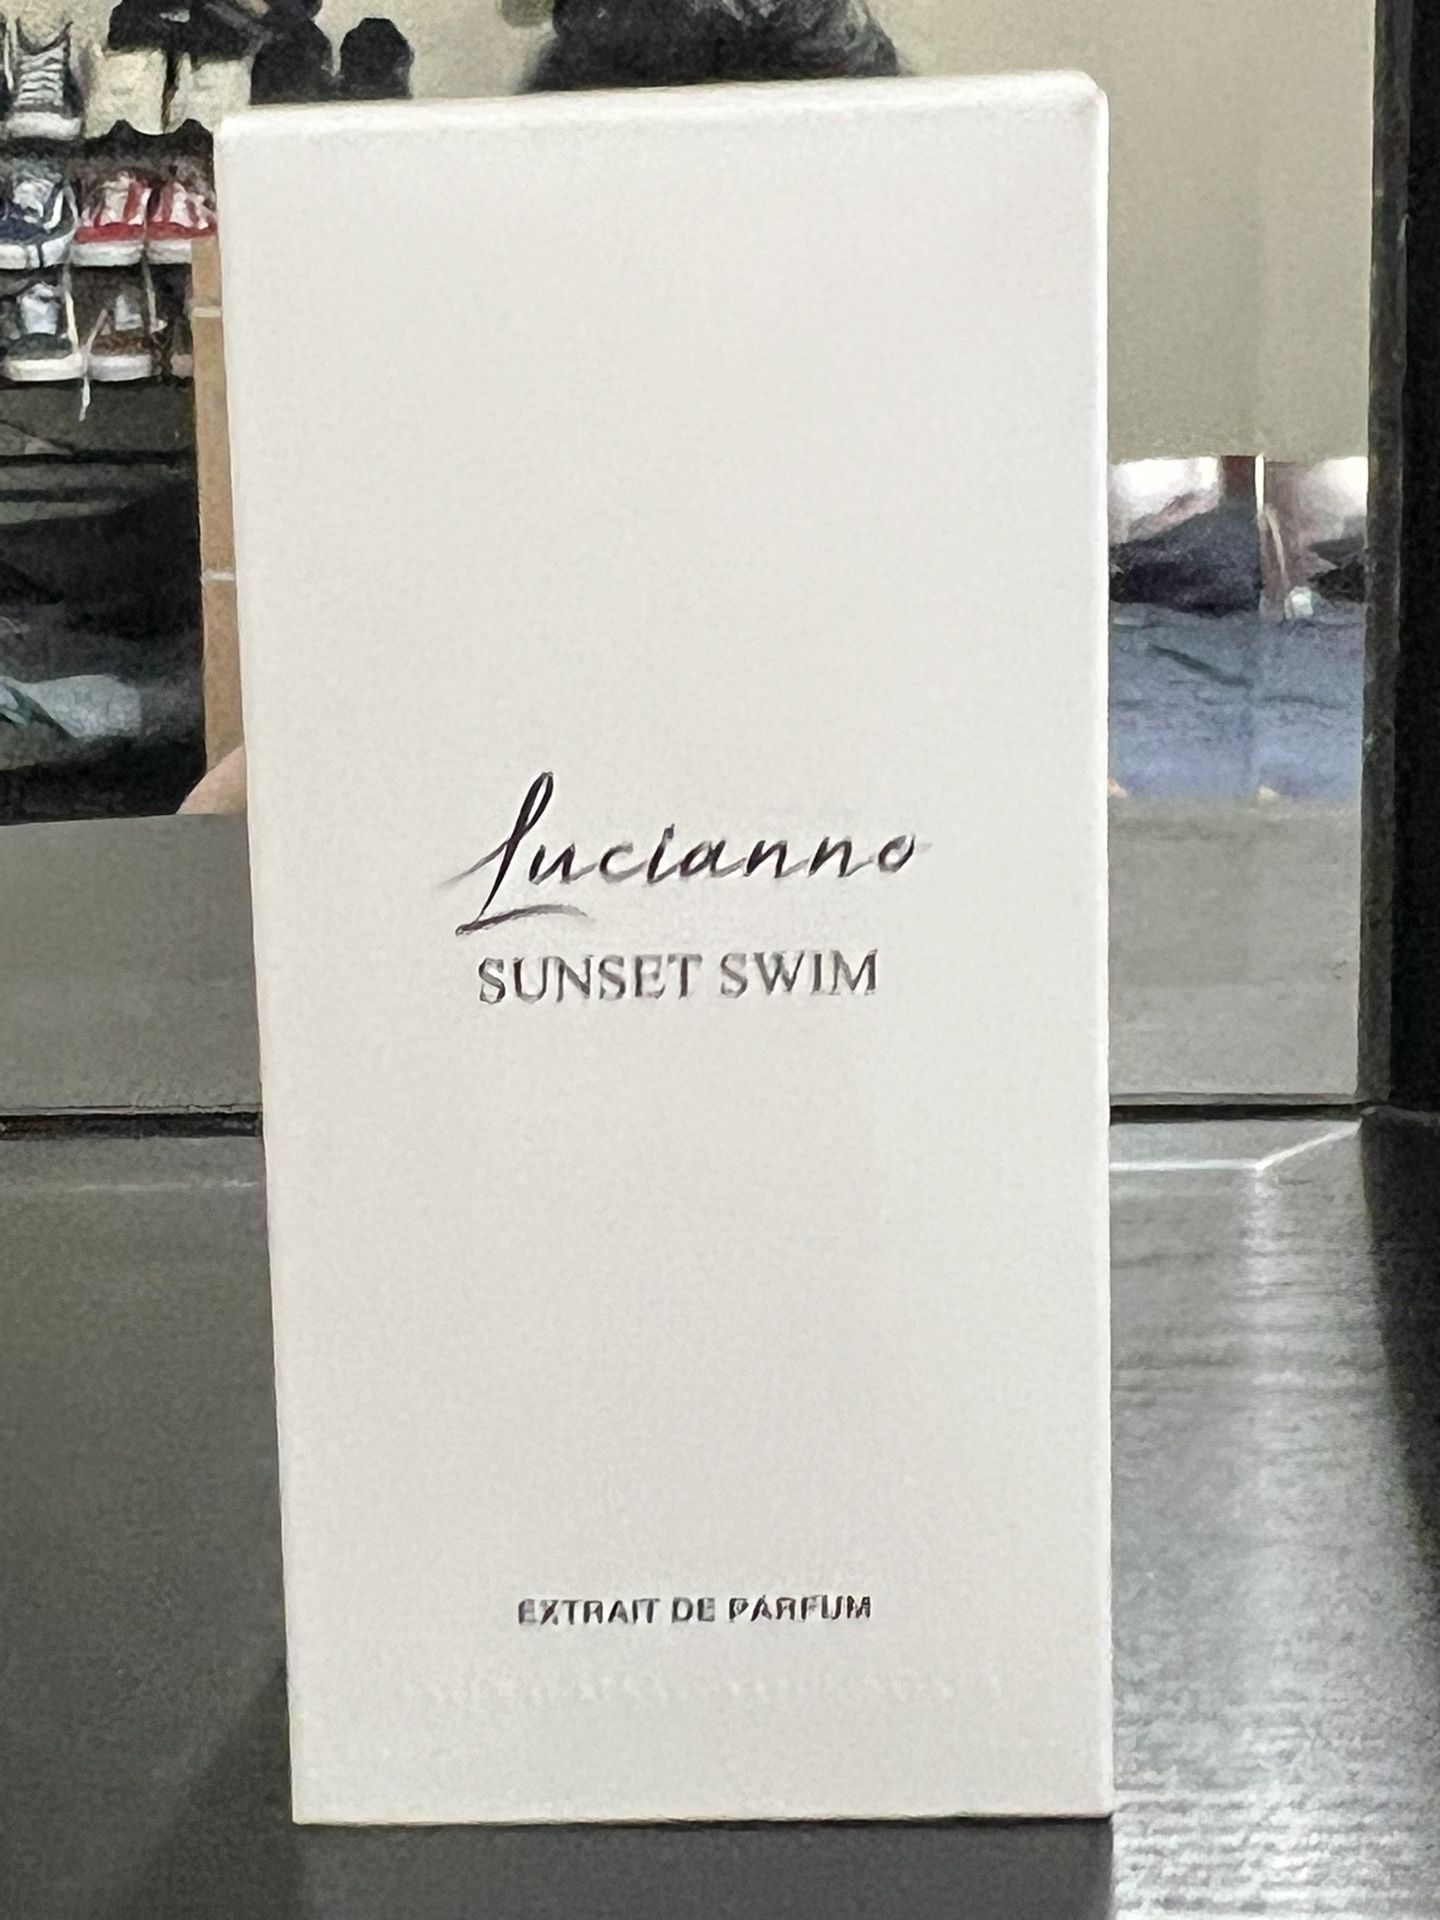 Lucianno
SUNSET SWIM
EXTRAIT DE PARFUM